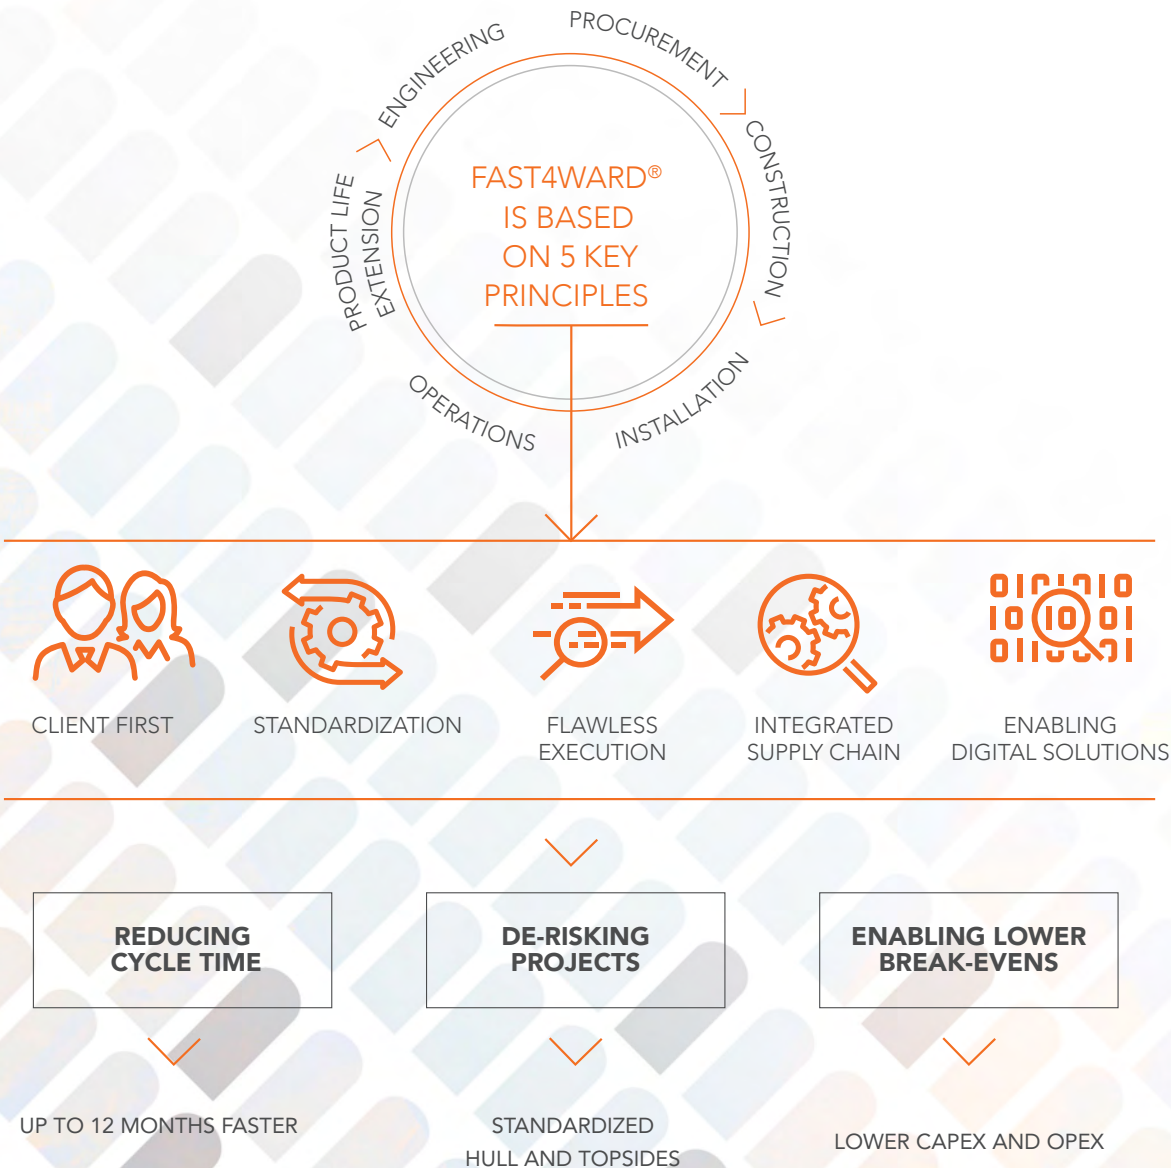 ENGINEERING
PROCUREMENT
CONSTRUCTION
INSTALLATION
OPERATIONS
PRODUCT LIFE
EXTENSION
FAST4WARD®
IS BASED
ON 5 KEY
PRINCIPLES
CLIENT FIRST
STANDARDIZATION
FLAWLESS
EXECUTION
INTEGRATED
SUPPLY CHAIN
ENABLING
DIGITAL SOLUTIONS
REDUCING
CYCLE TIME
DE-RISKING
PROJECTS
ENABLING LOWER
BREAK-EVENS
UP TO 12 MONTHS FASTER
STANDARDIZED
HULL AND TOPSIDES
LOWER CAPEX AND OPEX